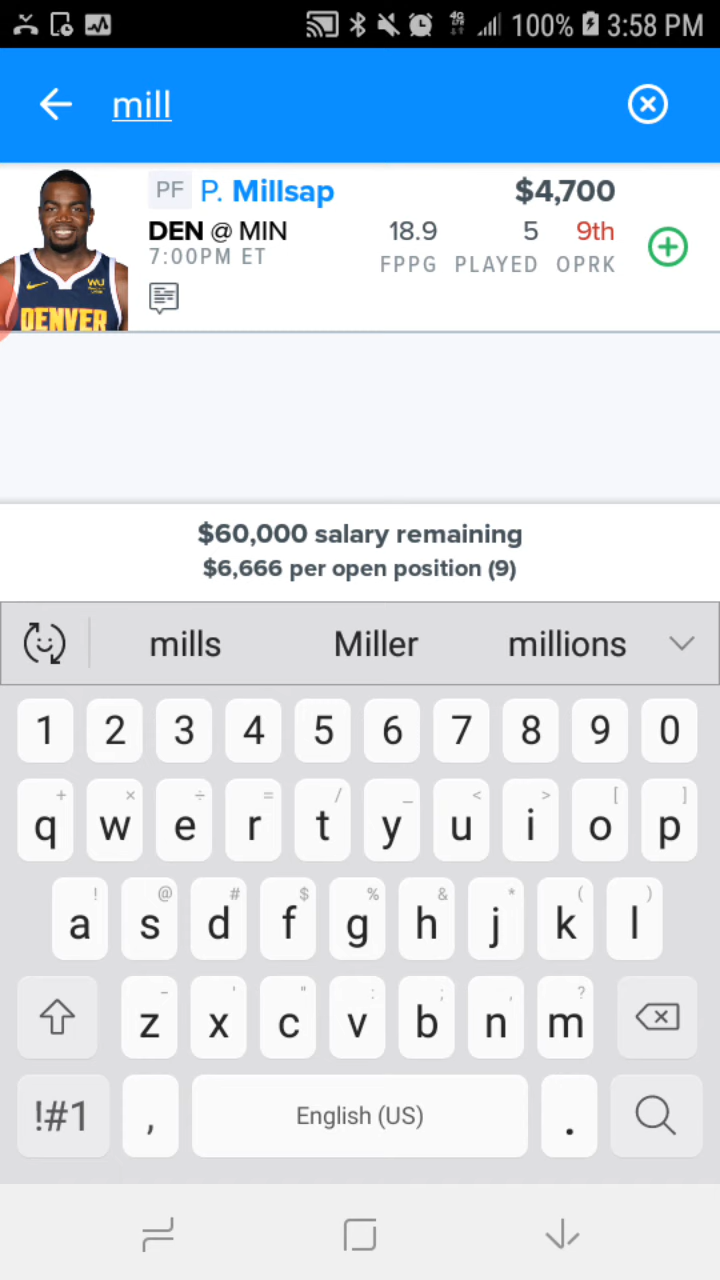 4G 100% 3:58 PM
mill
PF P. Millsap $4,700
DEN @ MIN 18.9 5 9th
7:00PM ET FPPG PLAYED OPRK
WU
DENVER
$60,000 salary remaining
$6,666 per open position (9)
mills Miller millions
1 2 3 4 5 6 7 8 9 0
+ × ÷ = / _ < > [ ]
q w e r t y u i o p
! @ # $ % & * ( )
a s d f g h j k l
- ' " : ; , ?
z x c v b n m
!#1 , English (US) .